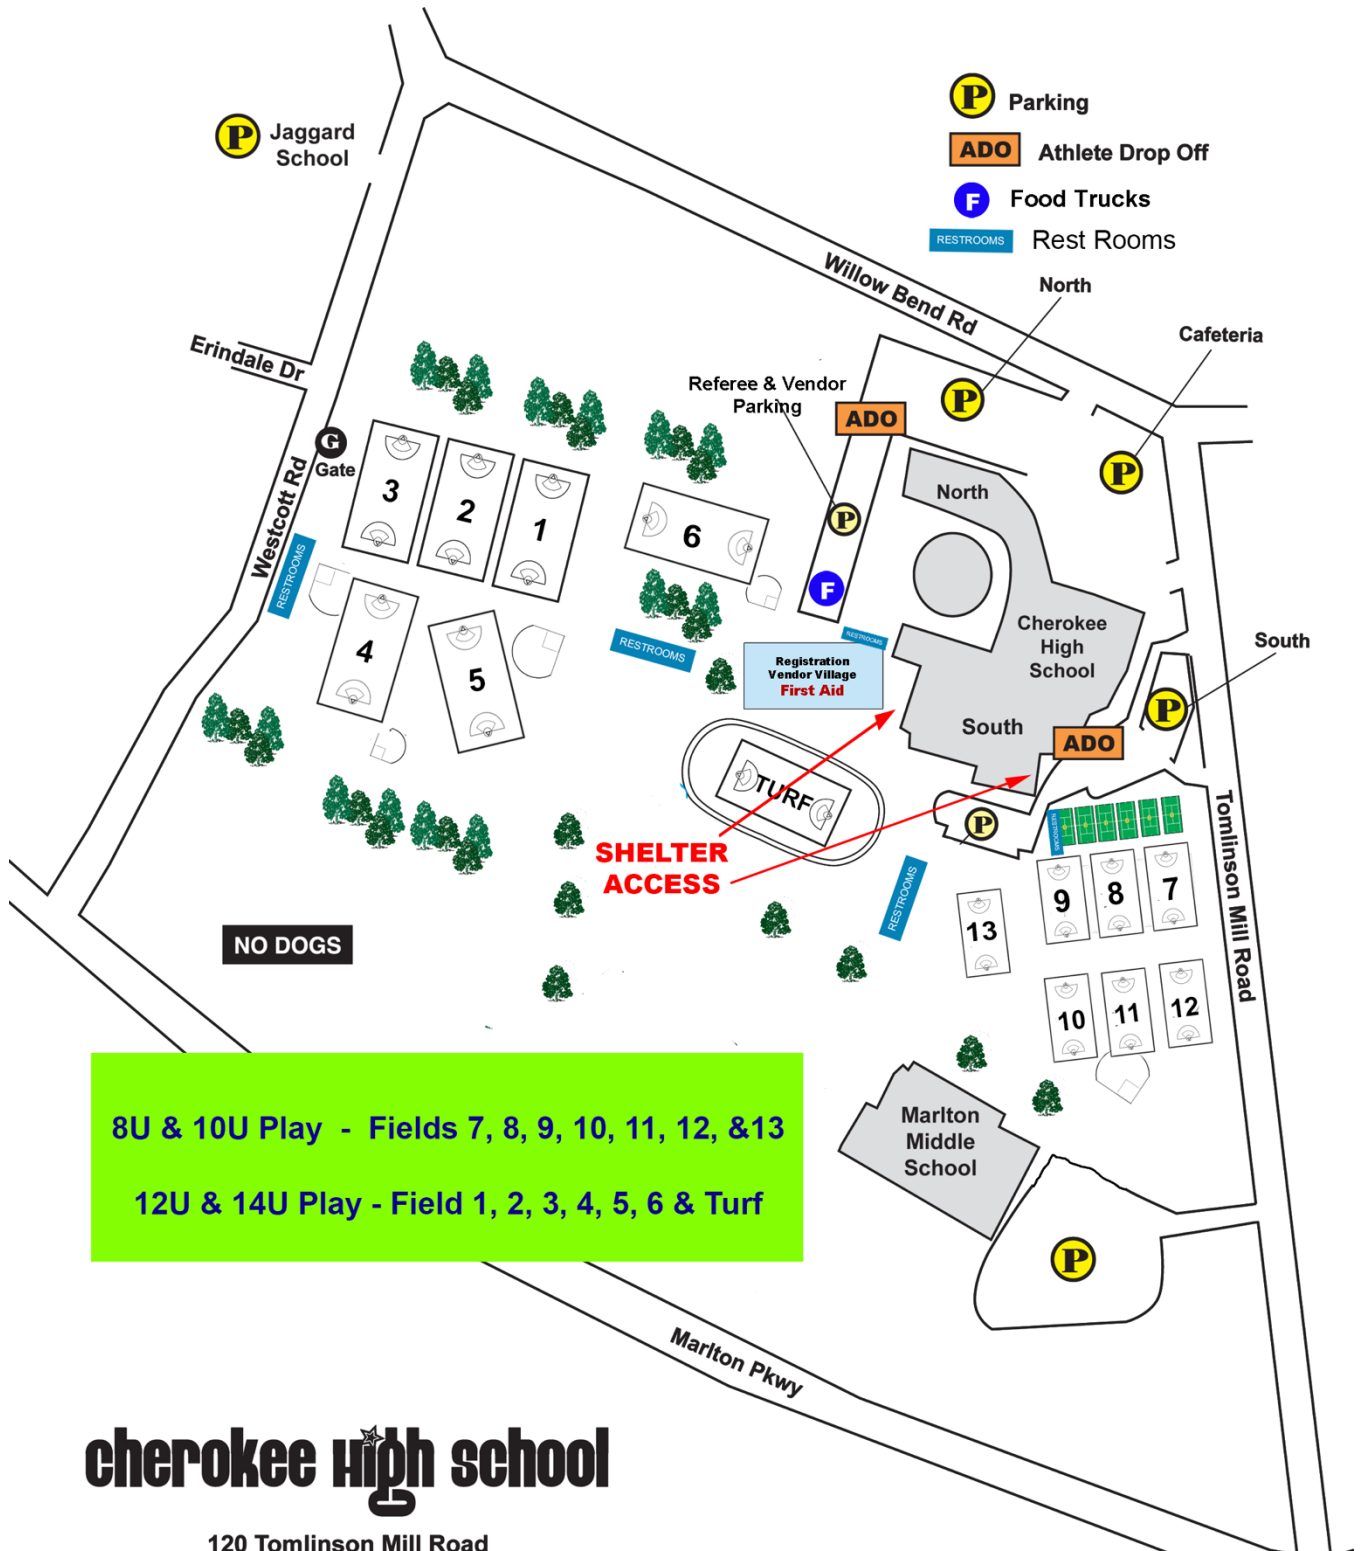 P Parking
ADO Athlete Drop Off
F Food Trucks
RESTROOMS Rest Rooms
P Jaggard
School
Willow Bend Rd
North
Cafeteria
Erindale Dr
Referee & Vendor
Parking
ADO
P
P
G
Gate
Westcott Rd
3
2
1
6
North
P
F
RESTROOMS
4
5
RESTROOMS
RESTROOMS
Registration
Vendor Village
First Aid
Cherokee
High
School
South
South
P
ADO
TURF
SHELTER
ACCESS
P
RESTROOMS
RESTROOMS
Tomlinson Mill Road
9
8
7
13
10
11
12
NO DOGS
8U & 10U Play - Fields 7, 8, 9, 10, 11, 12, &13
12U & 14U Play - Field 1, 2, 3, 4, 5, 6 & Turf
Marlton
Middle
School
P
Marlton Pkwy
cherokee High school
120 Tomlinson Mill Road